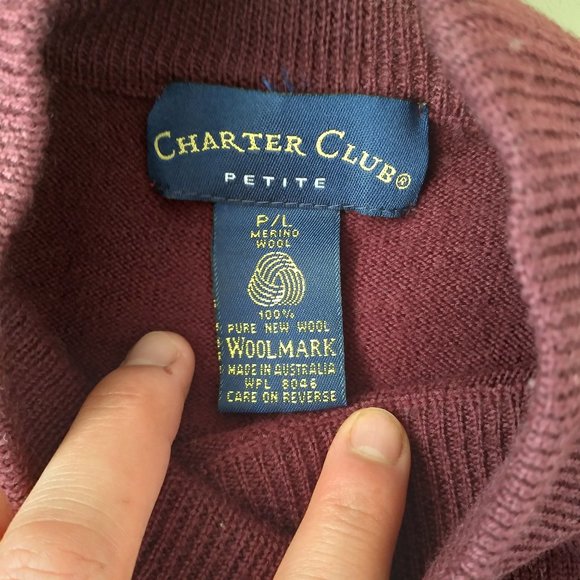 CHARTER CLUB®
PETITE
P/L
MERINO
WOOL
100%
PURE NEW WOOL
WOOLMARK
MADE IN AUSTRALIA
WPL 8046
CARE ON REVERSE